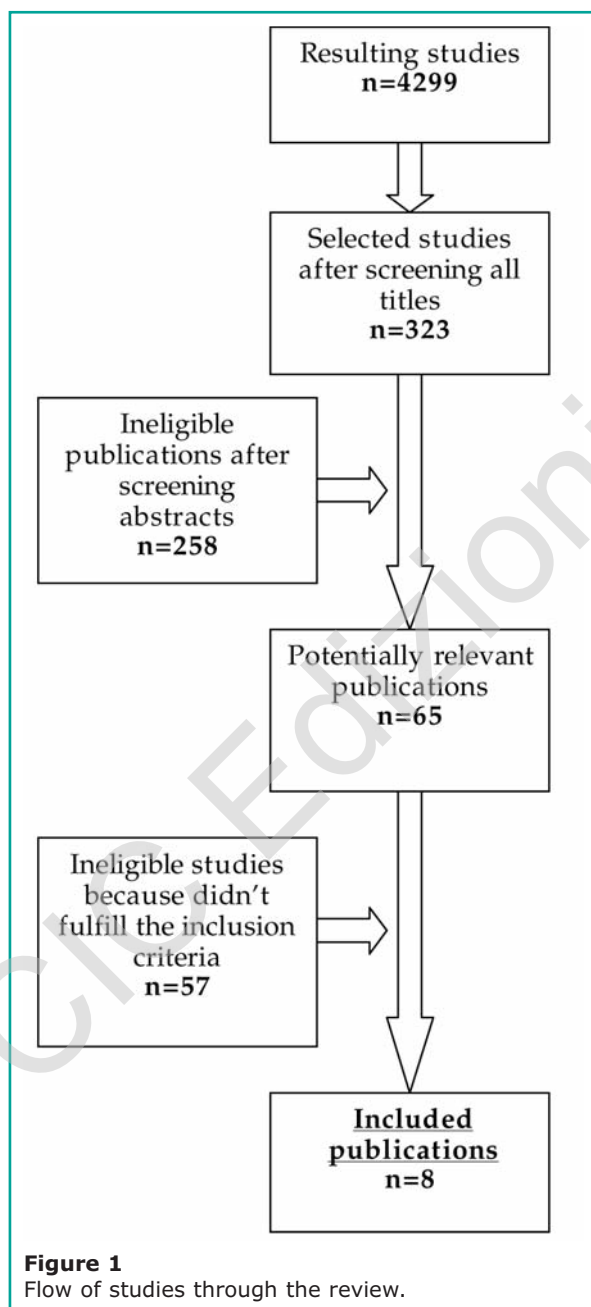 Resulting studies
n=4299
Selected studies
after screening all
titles
n=323
Ineligible
publications after
screening
abstracts
n=258
Potentially relevant
publications
n=65
Ineligible studies
because didn't
fulfill the inclusion
criteria
n=57
Included
publications
n=8
CIC Edizioni
Figure 1
Flow of studies through the review.